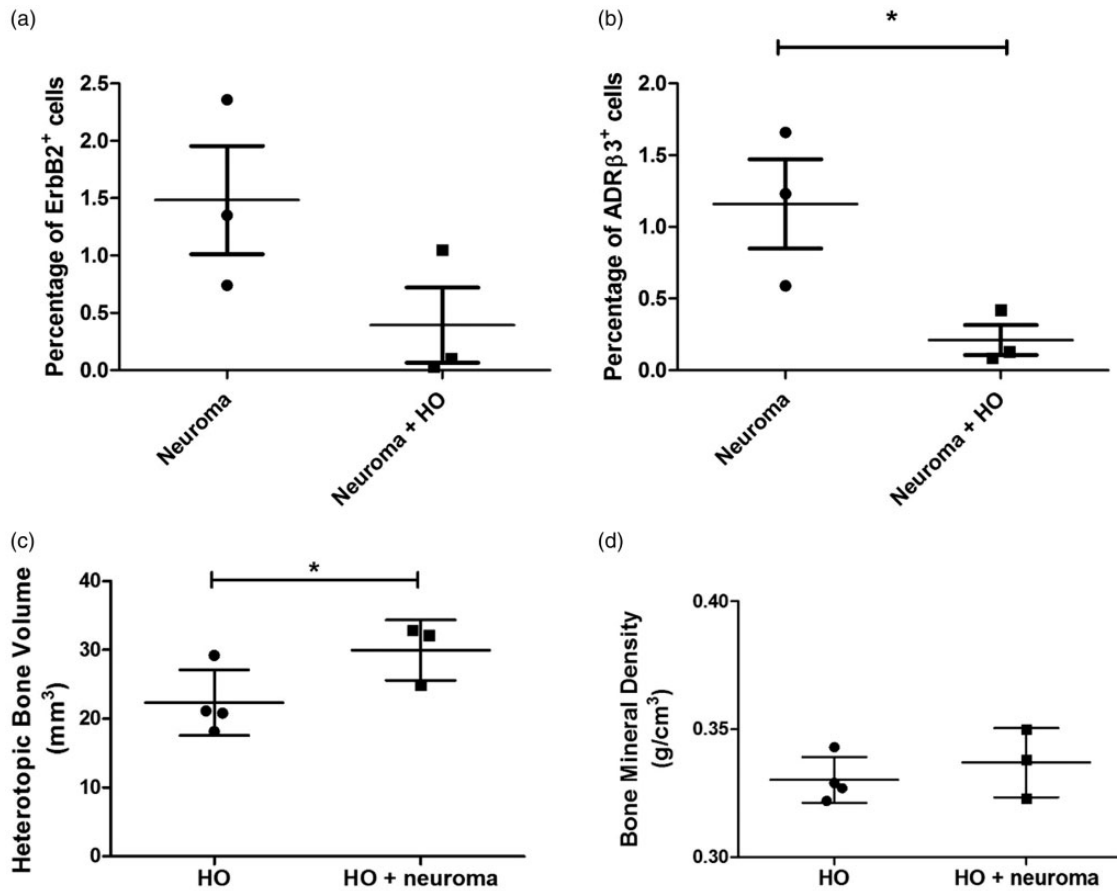 (a)
Percentage of ErbB2⁺ cells
2.5
2.0
1.5
1.0
0.5
0.0
Neuroma
Neuroma + HO
(b)
*
Percentage of ADRβ3⁺ cells
2.0
1.5
1.0
0.5
0.0
Neuroma
Neuroma + HO
(c)
*
Heterotopic Bone Volume
(mm³)
40
30
20
10
0
HO
HO + neuroma
(d)
Bone Mineral Density
(g/cm³)
0.40
0.35
0.30
HO
HO + neuroma